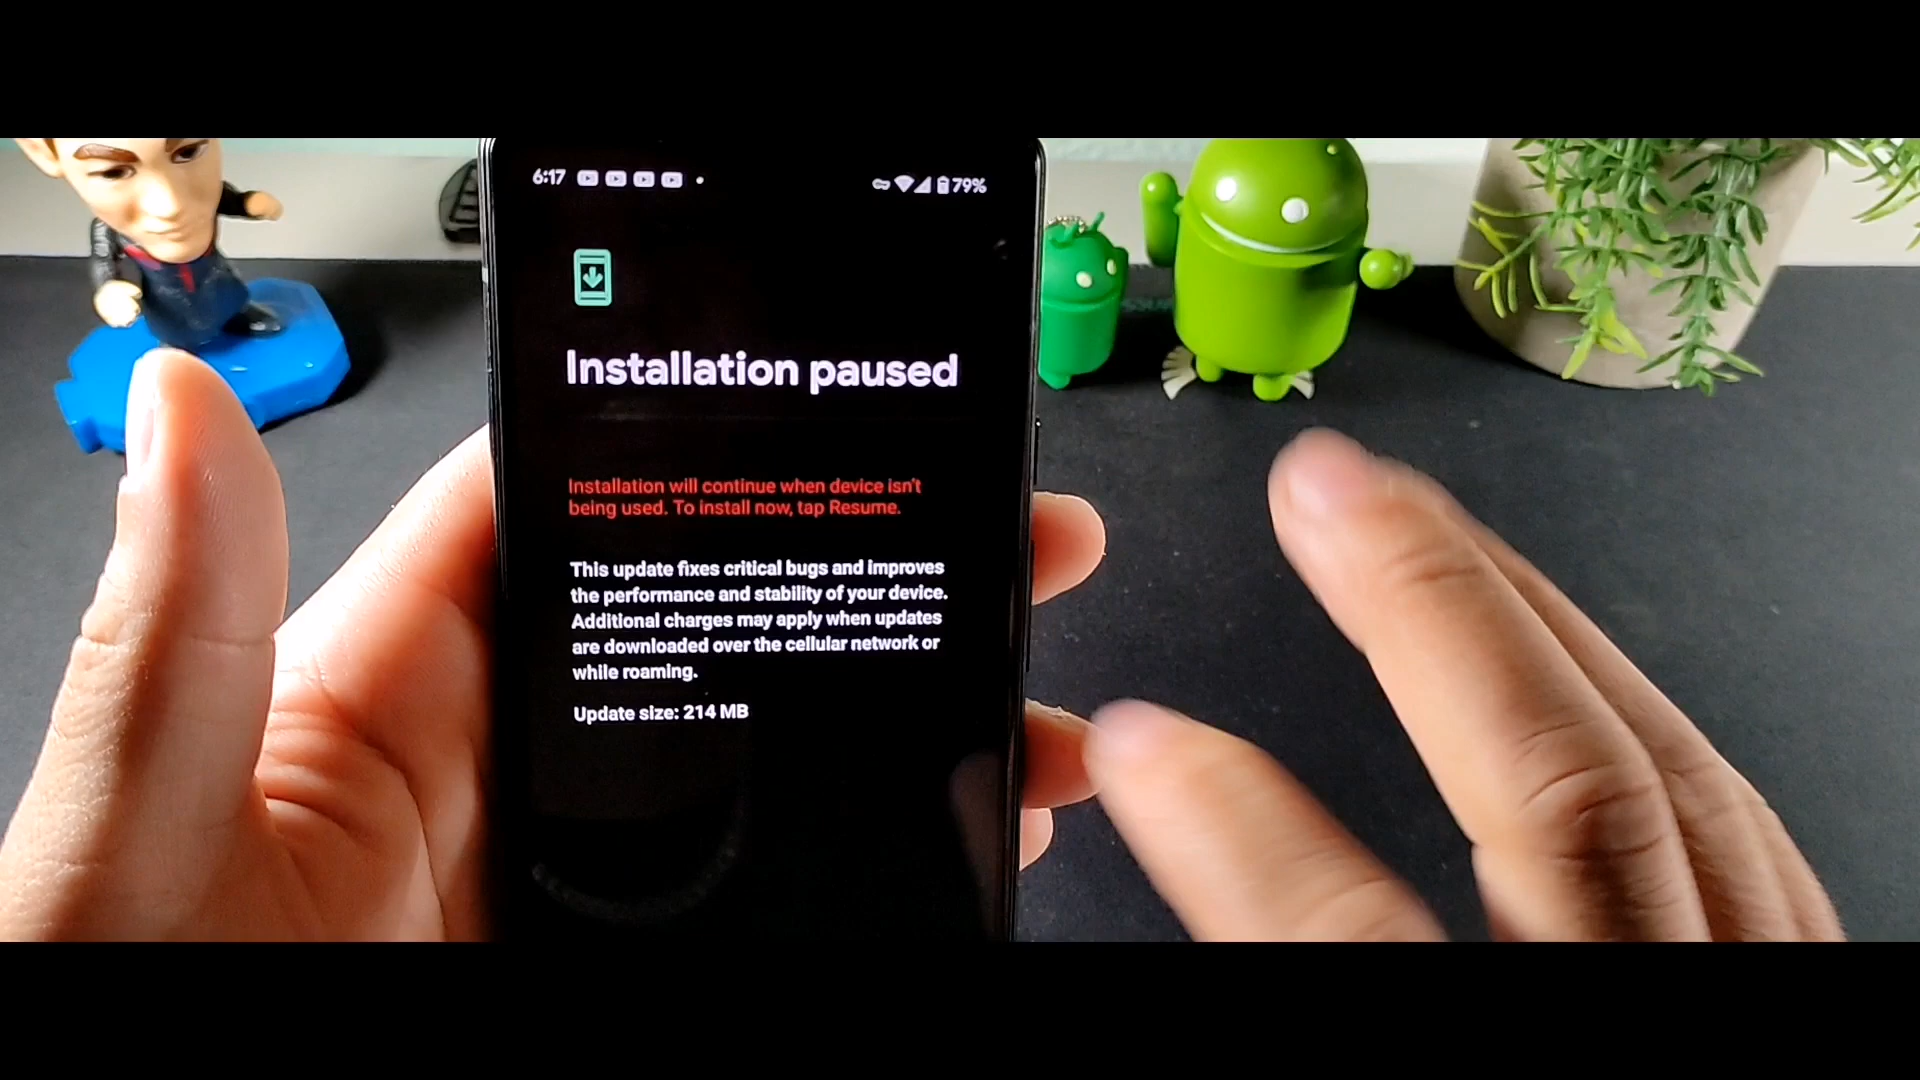 6:17
79%
Installation paused
Installation will continue when device isn't
being used. To install now, tap Resume.
This update fixes critical bugs and improves
the performance and stability of your device.
Additional charges may apply when updates
are downloaded over the cellular network or
while roaming.
Update size: 214 MB